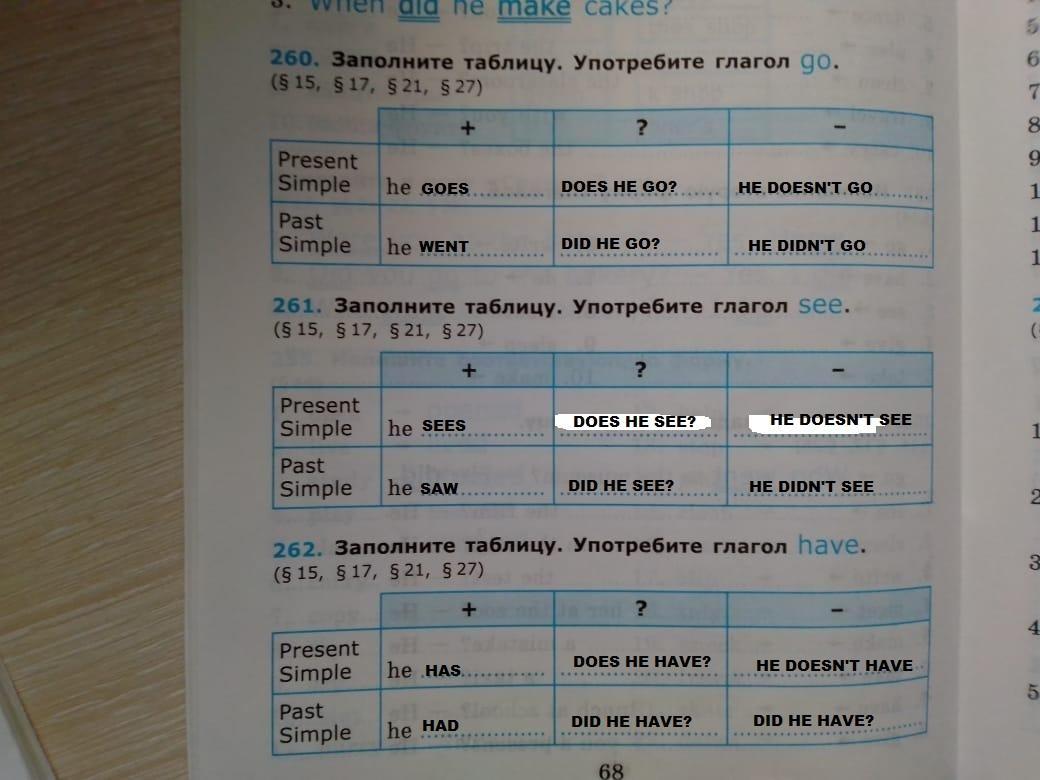 3. When did he make cakes?
260. Заполните таблицу. Употребите глагол go.
(§ 15, § 17, § 21, § 27)
+ ? –
Present Simple he GOES DOES HE GO? HE DOESN'T GO
Past Simple he WENT DID HE GO? HE DIDN'T GO
261. Заполните таблицу. Употребите глагол see.
(§ 15, § 17, § 21, § 27)
+ ? –
Present Simple he SEES DOES HE SEE? HE DOESN'T SEE
Past Simple he SAW DID HE SEE? HE DIDN'T SEE
262. Заполните таблицу. Употребите глагол have.
(§ 15, § 17, § 21, § 27)
+ ? –
Present Simple he HAS DOES HE HAVE? HE DOESN'T HAVE
Past Simple he HAD DID HE HAVE? DID HE HAVE?
68